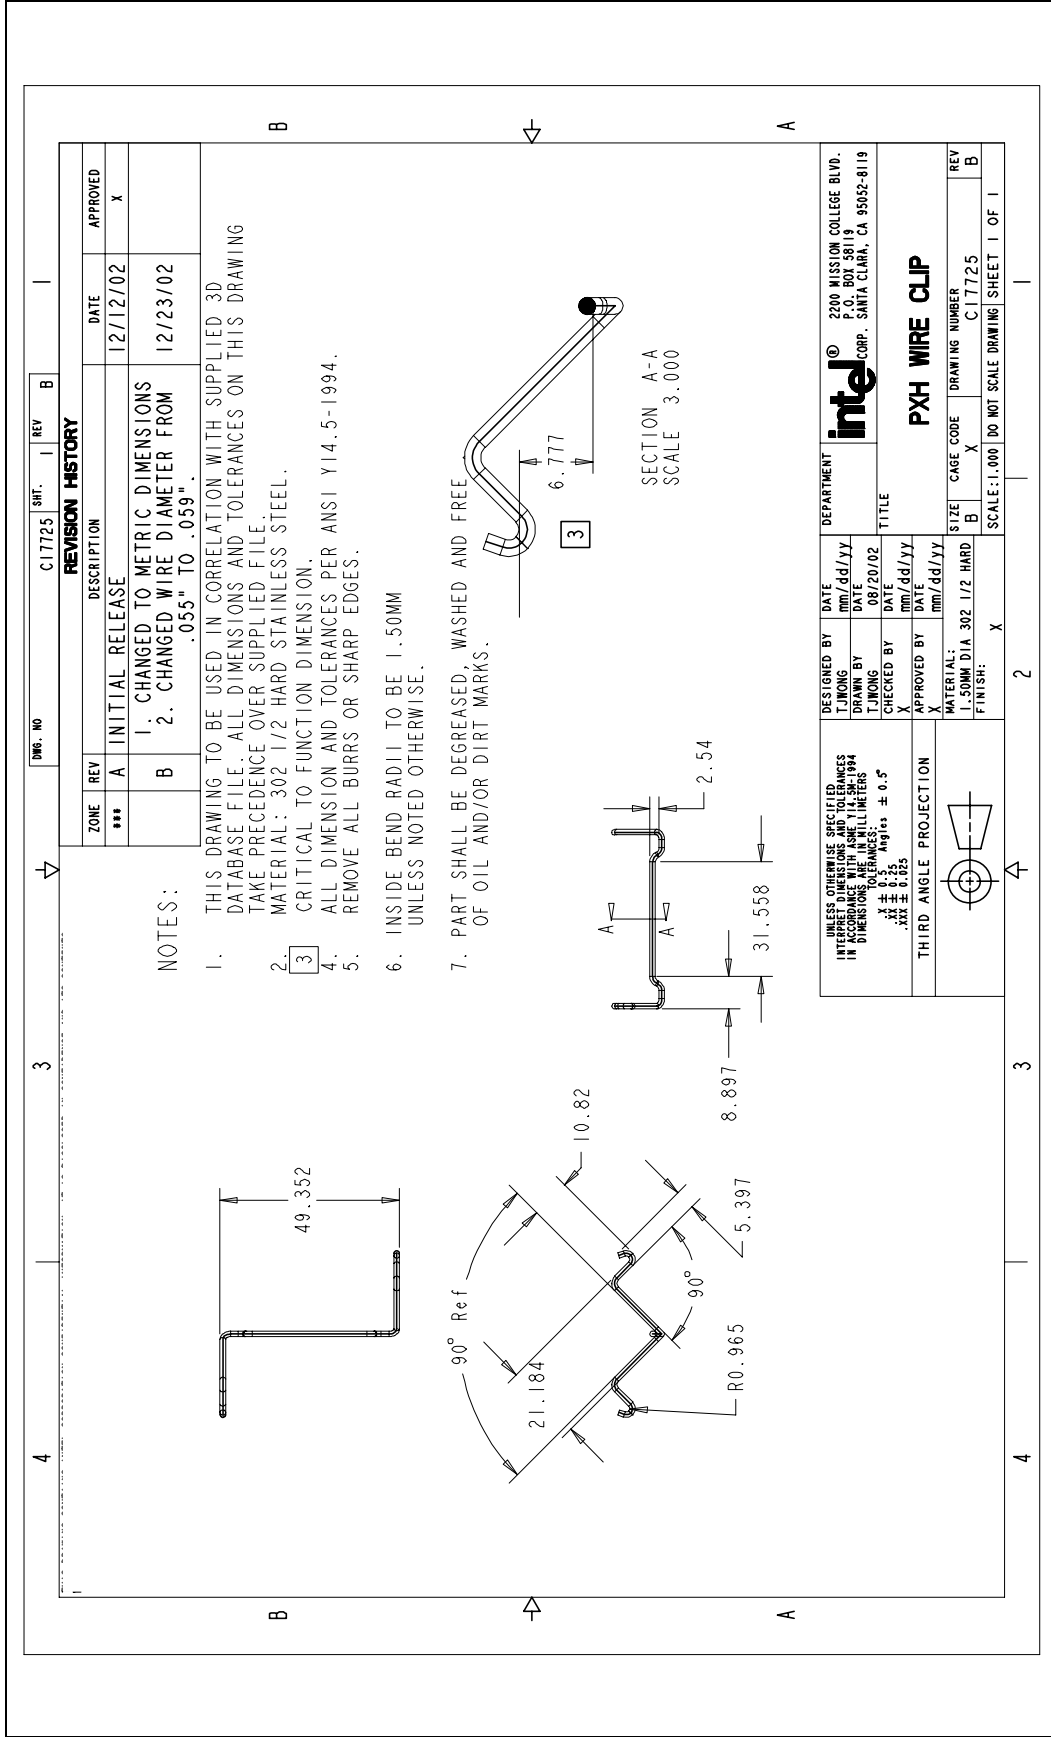 DWG. NO C17725 SHT. 1 REV B
REVISION HISTORY
ZONE REV DESCRIPTION DATE APPROVED
*** A INITIAL RELEASE 12/12/02 X
B 1. CHANGED TO METRIC DIMENSIONS
2. CHANGED WIRE DIAMETER FROM
.055" TO .059". 12/23/02
4 3 1
B
A
NOTES:
1. THIS DRAWING TO BE USED IN CORRELATION WITH SUPPLIED 3D
DATABASE FILE. ALL DIMENSIONS AND TOLERANCES ON THIS DRAWING
TAKE PRECEDENCE OVER SUPPLIED FILE.
2. MATERIAL: 302 1/2 HARD STAINLESS STEEL.
3 CRITICAL TO FUNCTION DIMENSION.
4. ALL DIMENSION AND TOLERANCES PER ANSI Y14.5-1994.
5. REMOVE ALL BURRS OR SHARP EDGES.
6. INSIDE BEND RADII TO BE 1.50MM
UNLESS NOTED OTHERWISE.
7. PART SHALL BE DEGREASED, WASHED AND FREE
OF OIL AND/OR DIRT MARKS.
49.352
90° Ref
21.184
10.82
5.397
90°
R0.965
8.897
31.558
2.54
A
A
6.777
3
SECTION A-A
SCALE 3.000
B
A
UNLESS OTHERWISE SPECIFIED
INTERPRET DIMENSIONS AND TOLERANCES
IN ACCORDANCE WITH ASME Y14.5M-1994
DIMENSIONS ARE IN MILLIMETERS
TOLERANCES:
.X ± 0.5 Angles ± 0.5°
.XX ± 0.25
.XXX ± 0.025
THIRD ANGLE PROJECTION
DESIGNED BY DATE
TJWONG mm/dd/yy
DRAWN BY DATE
TJWONG 08/20/02
CHECKED BY DATE
X mm/dd/yy
APPROVED BY DATE
X mm/dd/yy
MATERIAL:
1.50MM DIA 302 1/2 HARD
FINISH:
X
DEPARTMENT
intel® CORP.
2200 MISSION COLLEGE BLVD.
P.O. BOX 58119
SANTA CLARA, CA 95052-8119
TITLE
PXH WIRE CLIP
SIZE CAGE CODE DRAWING NUMBER REV
B X C17725 B
SCALE:1.000 DO NOT SCALE DRAWING SHEET 1 OF 1
4 3 2 1